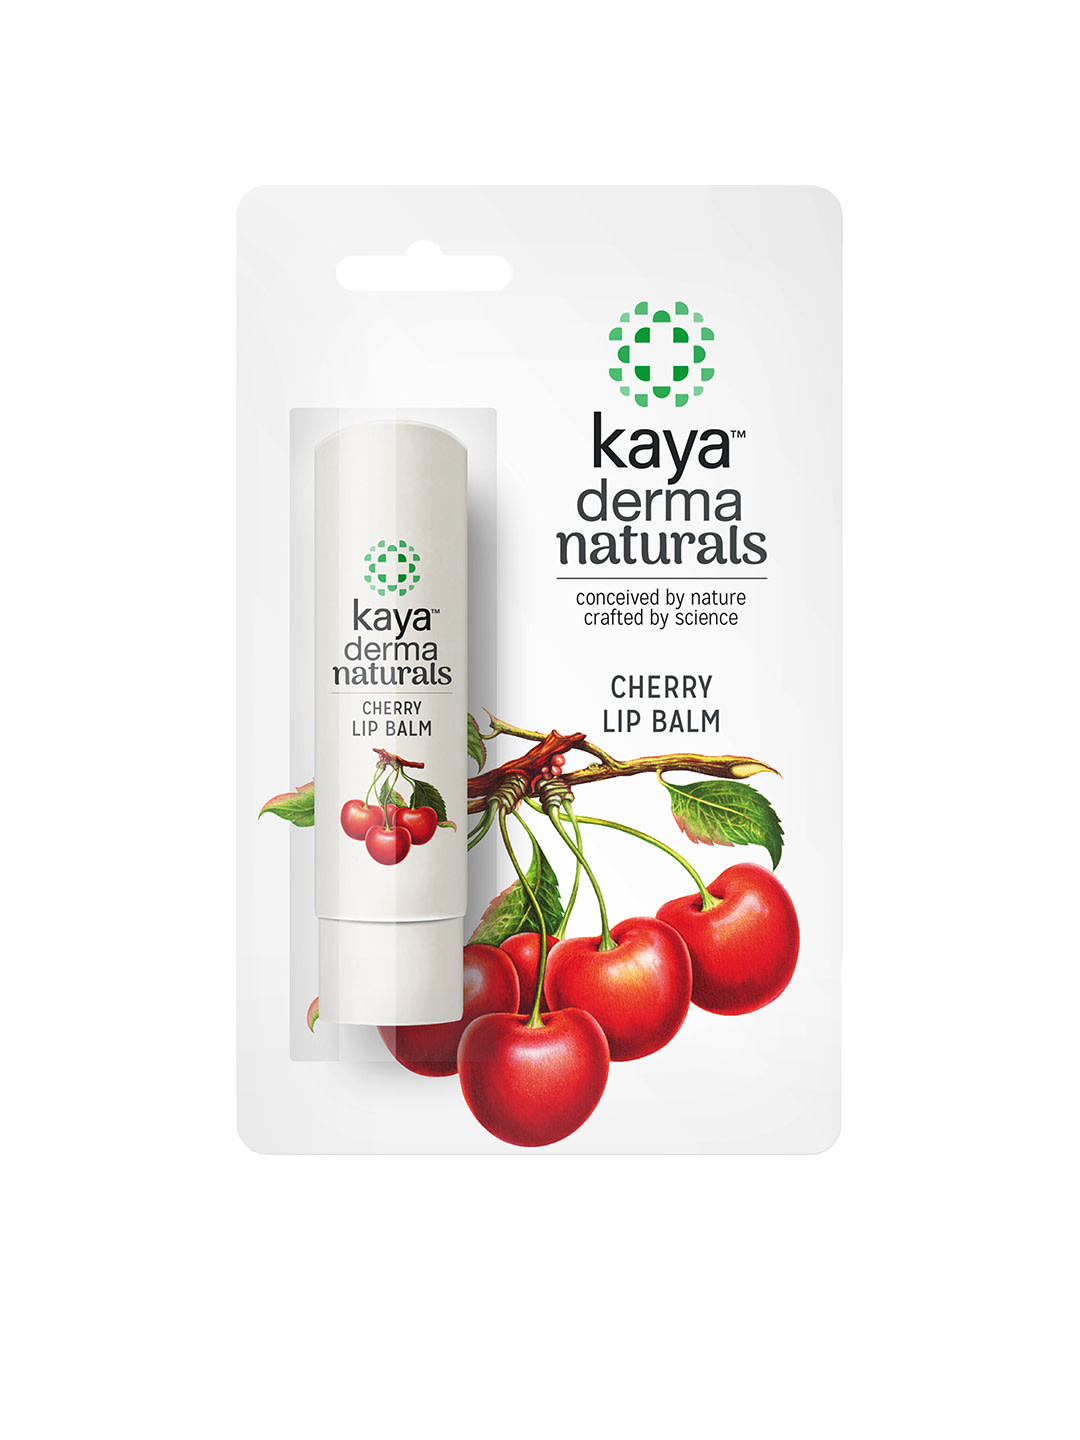 kaya™
derma
naturals
conceived by nature
crafted by science
CHERRY
LIP BALM
kaya™
derma
naturals
CHERRY
LIP BALM